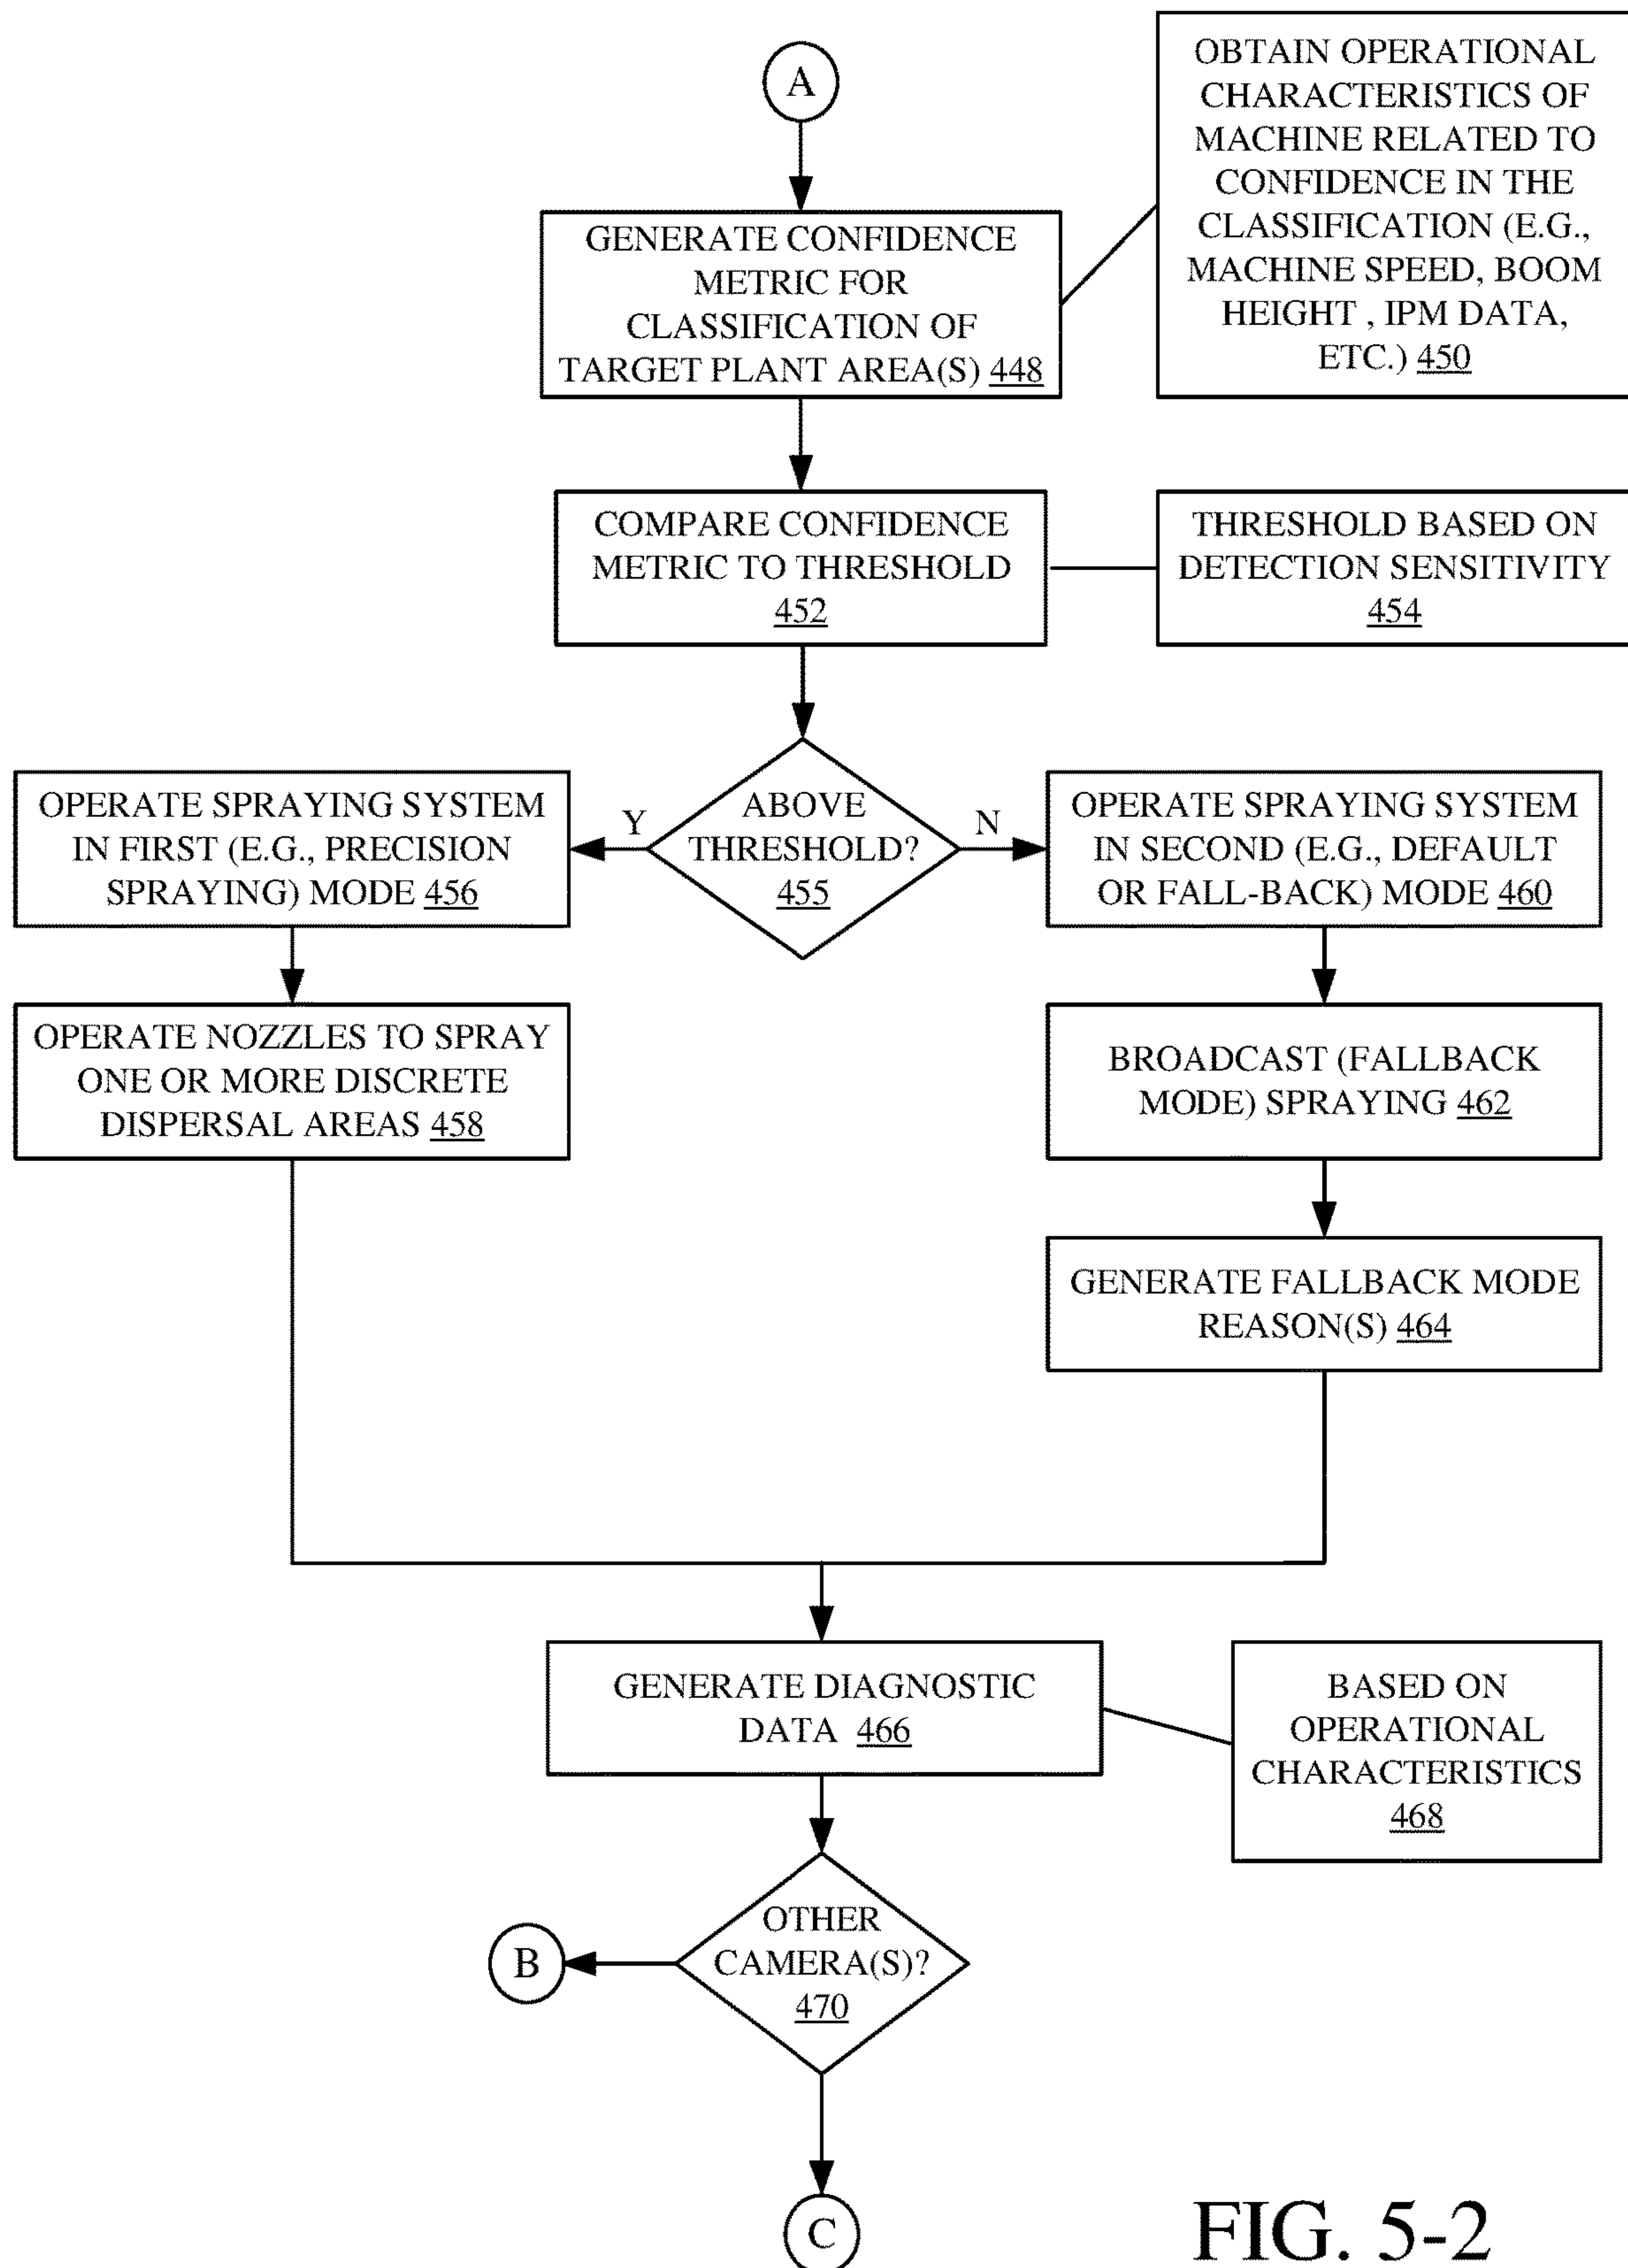 A
OBTAIN OPERATIONAL
CHARACTERISTICS OF
MACHINE RELATED TO
CONFIDENCE IN THE
CLASSIFICATION (E.G.,
MACHINE SPEED, BOOM
HEIGHT , IPM DATA,
ETC.) 450
GENERATE CONFIDENCE
METRIC FOR
CLASSIFICATION OF
TARGET PLANT AREA(S) 448
COMPARE CONFIDENCE
METRIC TO THRESHOLD
452
THRESHOLD BASED ON
DETECTION SENSITIVITY
454
ABOVE
THRESHOLD?
455
Y
N
OPERATE SPRAYING SYSTEM
IN FIRST (E.G., PRECISION
SPRAYING) MODE 456
OPERATE SPRAYING SYSTEM
IN SECOND (E.G., DEFAULT
OR FALL-BACK) MODE 460
OPERATE NOZZLES TO SPRAY
ONE OR MORE DISCRETE
DISPERSAL AREAS 458
BROADCAST (FALLBACK
MODE) SPRAYING 462
GENERATE FALLBACK MODE
REASON(S) 464
GENERATE DIAGNOSTIC
DATA 466
BASED ON
OPERATIONAL
CHARACTERISTICS
468
OTHER
CAMERA(S)?
470
B
C
FIG. 5-2